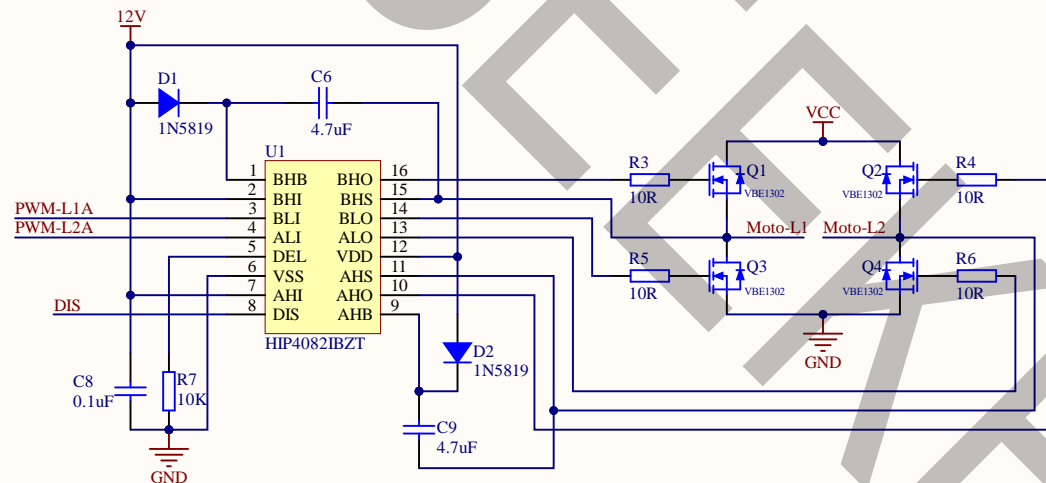 12V
D1
1N5819
C6
4.7uF
U1
1 BHB BHO 16
2 BHI BHS 15
3 BLI BLO 14
4 ALI ALO 13
5 DEL VDD 12
6 VSS AHS 11
7 AHI AHO 10
8 DIS AHB 9
HIP4082IBZT
PWM-L1A
PWM-L2A
DIS
C8
0.1uF
R7
10K
GND
D2
1N5819
C9
4.7uF
VCC
R3
10R
Q1
VBE1302
Q2
VBE1302
R4
10R
Moto-L1
Moto-L2
R5
10R
Q3
VBE1302
Q4
VBE1302
R6
10R
GND